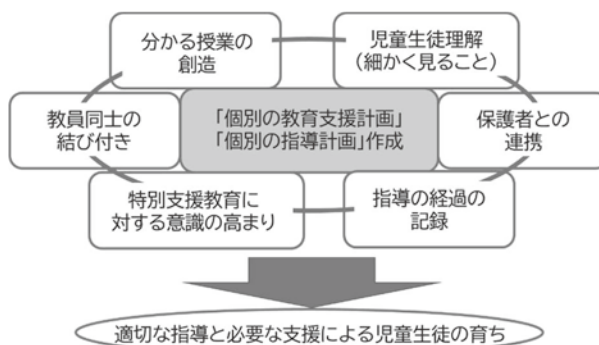 分かる授業の
創造
児童生徒理解
（細かく見ること）
教員同士の
結び付き
「個別の教育支援計画」
「個別の指導計画」作成
保護者との
連携
特別支援教育に
対する意識の高まり
指導の経過の
記録
適切な指導と必要な支援による児童生徒の育ち